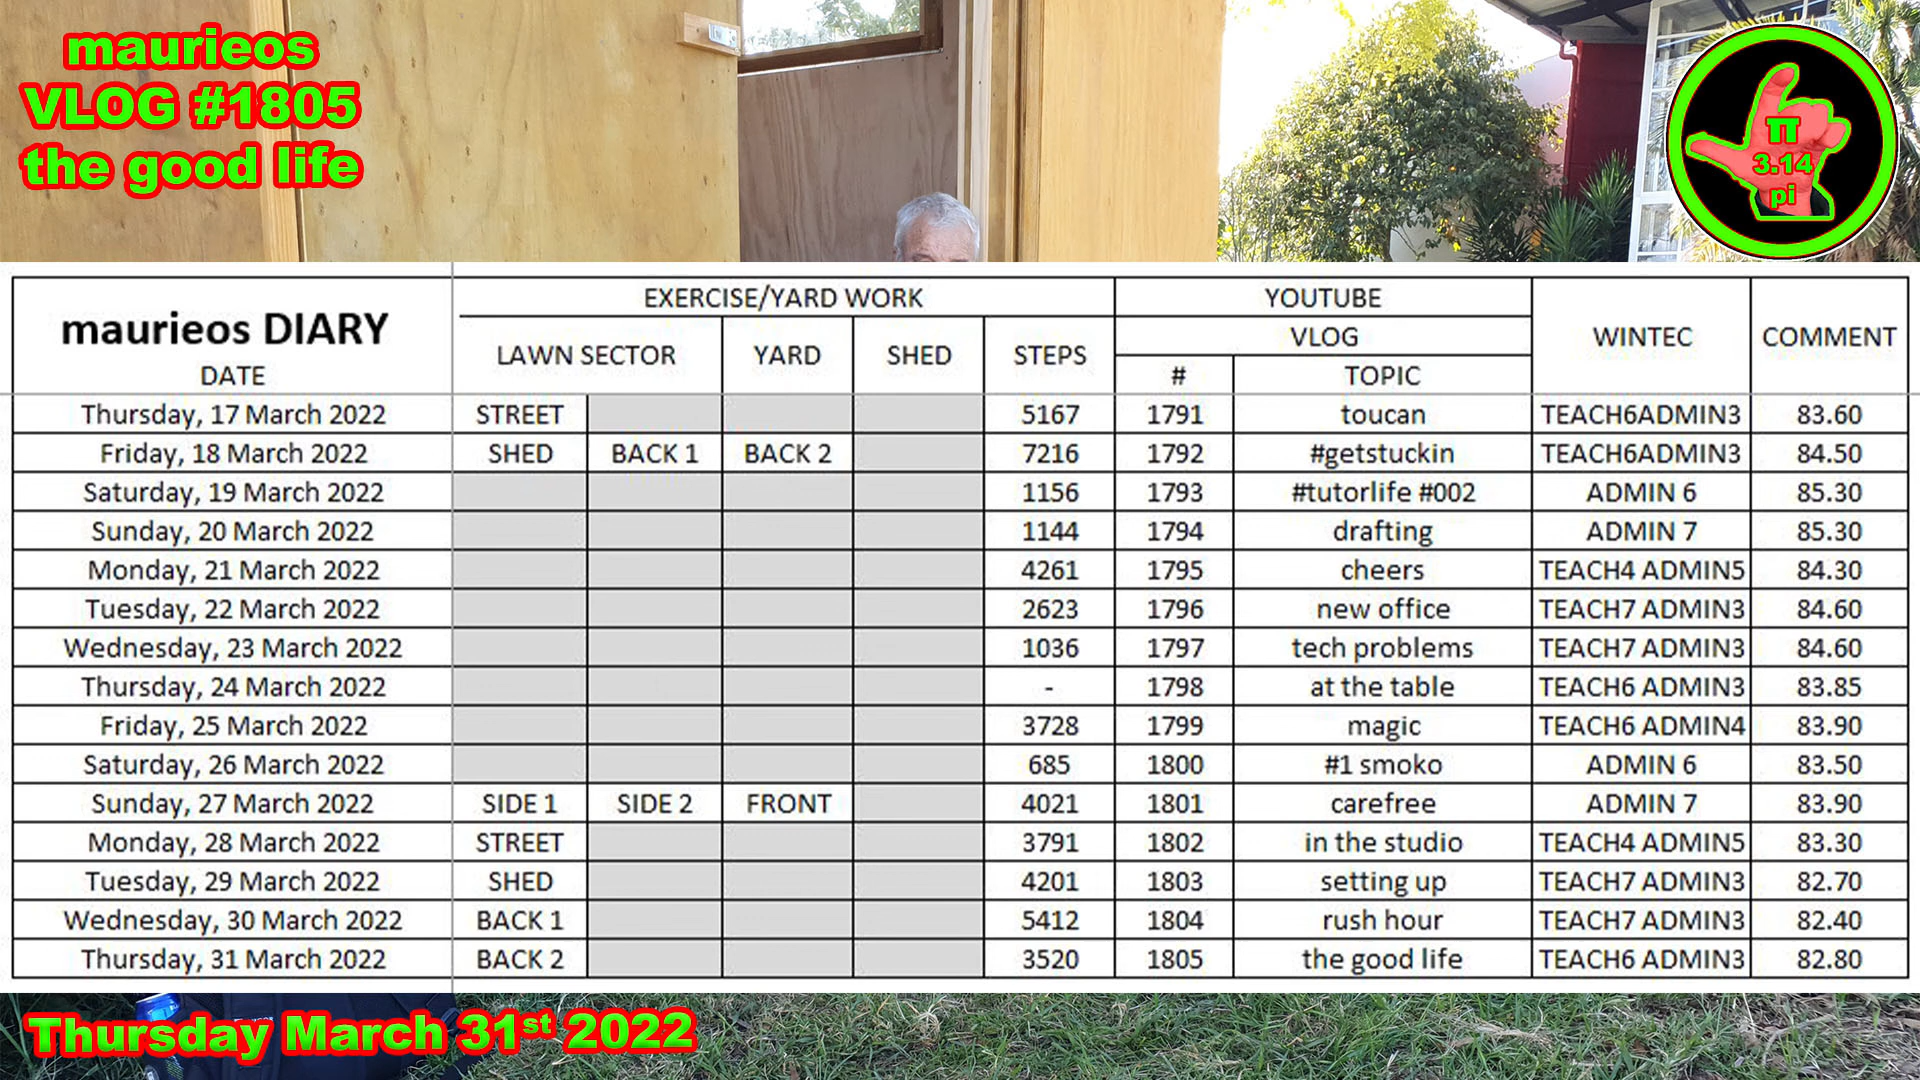 maurieos
VLOG #1805
the good life
π
3.14
pi
maurieos DIARY
DATE
EXERCISE/YARD WORK
LAWN SECTOR YARD SHED STEPS
YOUTUBE
VLOG
# TOPIC
WINTEC
COMMENT
Thursday, 17 March 2022 STREET 5167 1791 toucan TEACH6ADMIN3 83.60
Friday, 18 March 2022 SHED BACK 1 BACK 2 7216 1792 #getstuckin TEACH6ADMIN3 84.50
Saturday, 19 March 2022 1156 1793 #tutorlife #002 ADMIN 6 85.30
Sunday, 20 March 2022 1144 1794 drafting ADMIN 7 85.30
Monday, 21 March 2022 4261 1795 cheers TEACH4 ADMIN5 84.30
Tuesday, 22 March 2022 2623 1796 new office TEACH7 ADMIN3 84.60
Wednesday, 23 March 2022 1036 1797 tech problems TEACH7 ADMIN3 84.60
Thursday, 24 March 2022 - 1798 at the table TEACH6 ADMIN3 83.85
Friday, 25 March 2022 3728 1799 magic TEACH6 ADMIN4 83.90
Saturday, 26 March 2022 685 1800 #1 smoko ADMIN 6 83.50
Sunday, 27 March 2022 SIDE 1 SIDE 2 FRONT 4021 1801 carefree ADMIN 7 83.90
Monday, 28 March 2022 STREET 3791 1802 in the studio TEACH4 ADMIN5 83.30
Tuesday, 29 March 2022 SHED 4201 1803 setting up TEACH7 ADMIN3 82.70
Wednesday, 30 March 2022 BACK 1 5412 1804 rush hour TEACH7 ADMIN3 82.40
Thursday, 31 March 2022 BACK 2 3520 1805 the good life TEACH6 ADMIN3 82.80
Thursday March 31st 2022